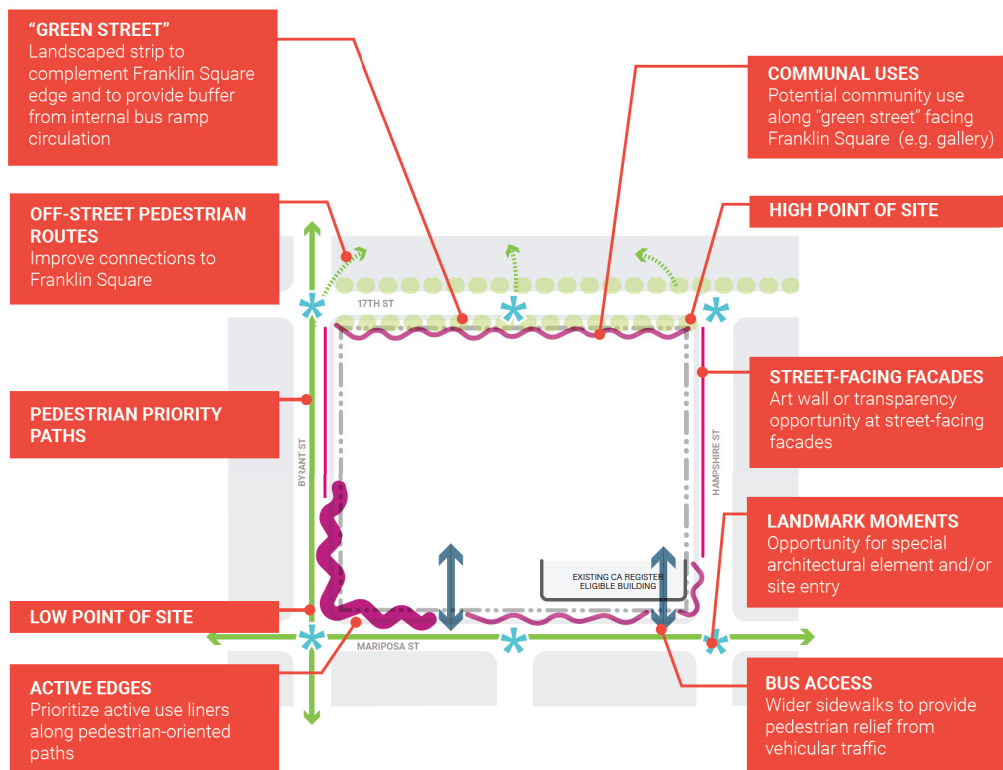 “GREEN STREET”
Landscaped strip to
complement Franklin Square
edge and to provide buffer
from internal bus ramp
circulation
COMMUNAL USES
Potential community use
along “green street” facing
Franklin Square (e.g. gallery)
OFF-STREET PEDESTRIAN
ROUTES
Improve connections to
Franklin Square
HIGH POINT OF SITE
17TH ST
PEDESTRIAN PRIORITY
PATHS
BYRANT ST
HAMPSHIRE ST
STREET-FACING FACADES
Art wall or transparency
opportunity at street-facing
facades
LANDMARK MOMENTS
Opportunity for special
architectural element and/or
site entry
EXISTING CA REGISTER
ELIGIBLE BUILDING
LOW POINT OF SITE
MARIPOSA ST
ACTIVE EDGES
Prioritize active use liners
along pedestrian-oriented
paths
BUS ACCESS
Wider sidewalks to provide
pedestrian relief from
vehicular traffic